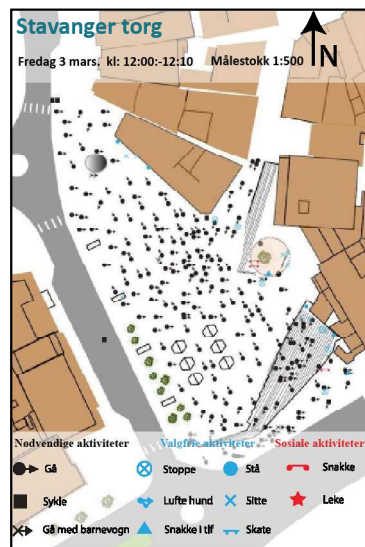 Stavanger torg
Fredag 3 mars. kl: 12:00:-12:10 Målestokk 1:500
N
Nødvendige aktiviteter Valgfrie aktiviteter Sosiale aktiviteter
Gå Stoppe Stå Snakke
Sykle Lufte hund Sitte Leke
Gå med barnevogn Snakke i tlf Skate